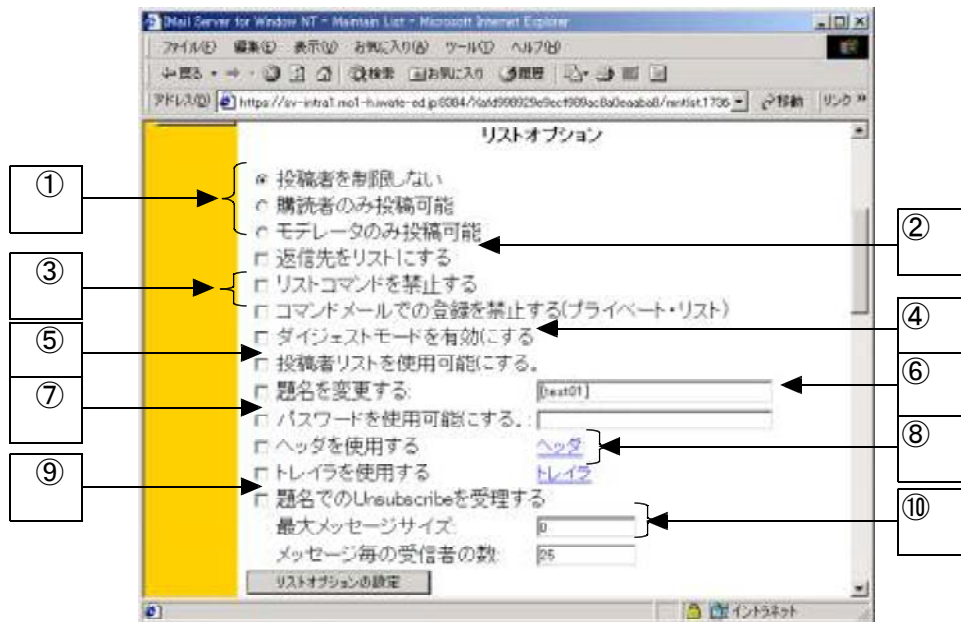 IMail Server for Window NT - Maintain List - Microsoft Internet Explorer
ファイル(F) 編集(E) 表示(V) お気に入り(A) ツール(T) ヘルプ(H)
戻る 検索 お気に入り 履歴
アドレス(D) 移動 リンク
リストオプション
① 投稿者を制限しない
購読者のみ投稿可能
モデレータのみ投稿可能
② 返信先をリストにする
③ リストコマンドを禁止する
コマンドメールでの登録を禁止する(プライベート・リスト)
④ ダイジェストモードを有効にする
⑤ 投稿者リストを使用可能にする。
⑥ 題名を変更する: [test01]
⑦ パスワードを使用可能にする。:
⑧ ヘッダを使用する ヘッダ
トレイラを使用する トレイラ
⑨ 題名でのUnsubscribeを受理する
⑩ 最大メッセージサイズ: 0
メッセージ毎の受信者の数: 25
リストオプションの設定
イントラネット